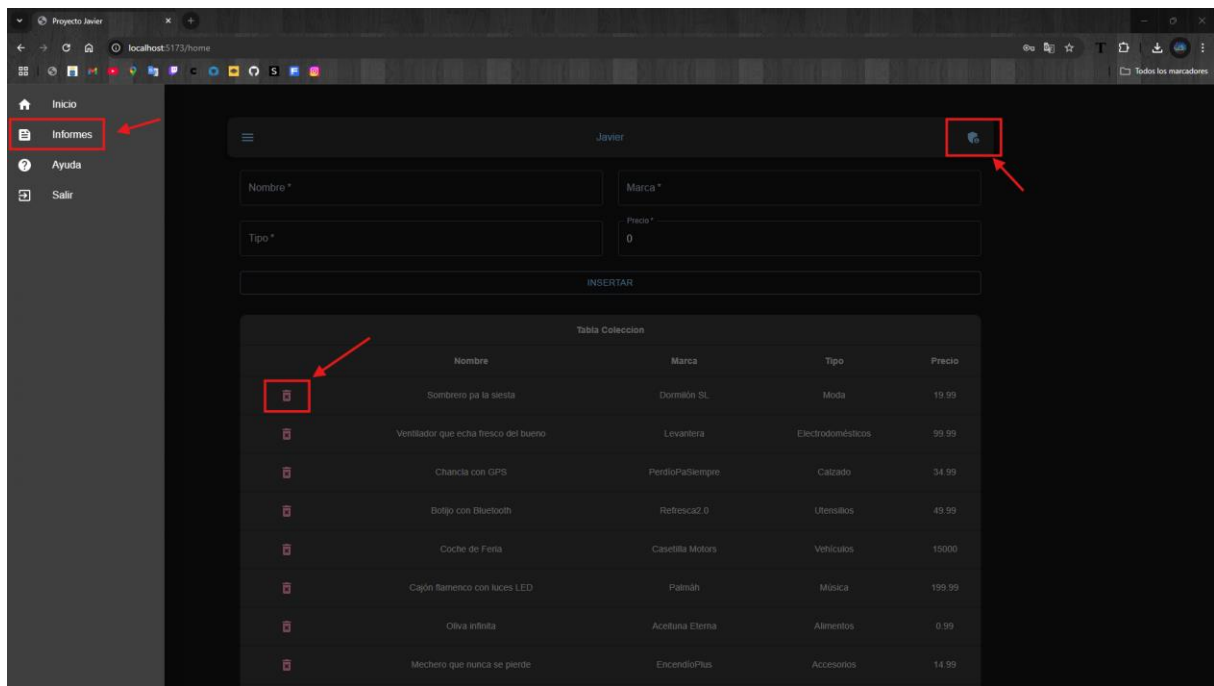 Proyecto Javier
localhost:5173/home
Todos los marcadores
Inicio
Informes
Ayuda
Salir
Javier
Nombre * Marca *
Precio *
Tipo * 0
INSERTAR
Tabla Coleccion
Nombre Marca Tipo Precio
Sombrero pa la siesta Dormilón SL Moda 19.99
Ventilador que echa fresco del bueno Levantera Electrodomésticos 99.99
Chancla con GPS PerdíoPaSiempre Calzado 34.99
Botijo con Bluetooth Refresca2.0 Utensilios 49.99
Coche de Feria Casetilla Motors Vehículos 15000
Cajón flamenco con luces LED Palmáh Música 199.99
Oliva infinita Aceituna Eterna Alimentos 0.99
Mechero que nunca se pierde EncendíoPlus Accesorios 14.99